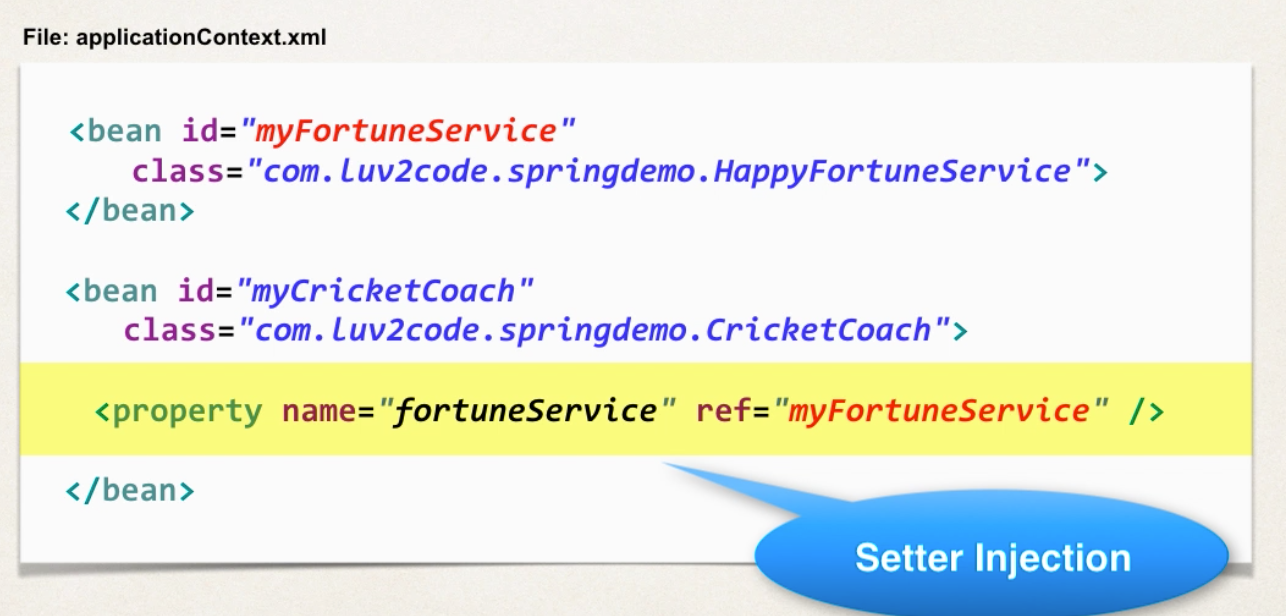 File: applicationContext.xml
<bean id="myFortuneService"
class="com.luv2code.springdemo.HappyFortuneService">
</bean>
<bean id="myCricketCoach"
class="com.luv2code.springdemo.CricketCoach">
<property name="fortuneService" ref="myFortuneService" />
</bean>
Setter Injection